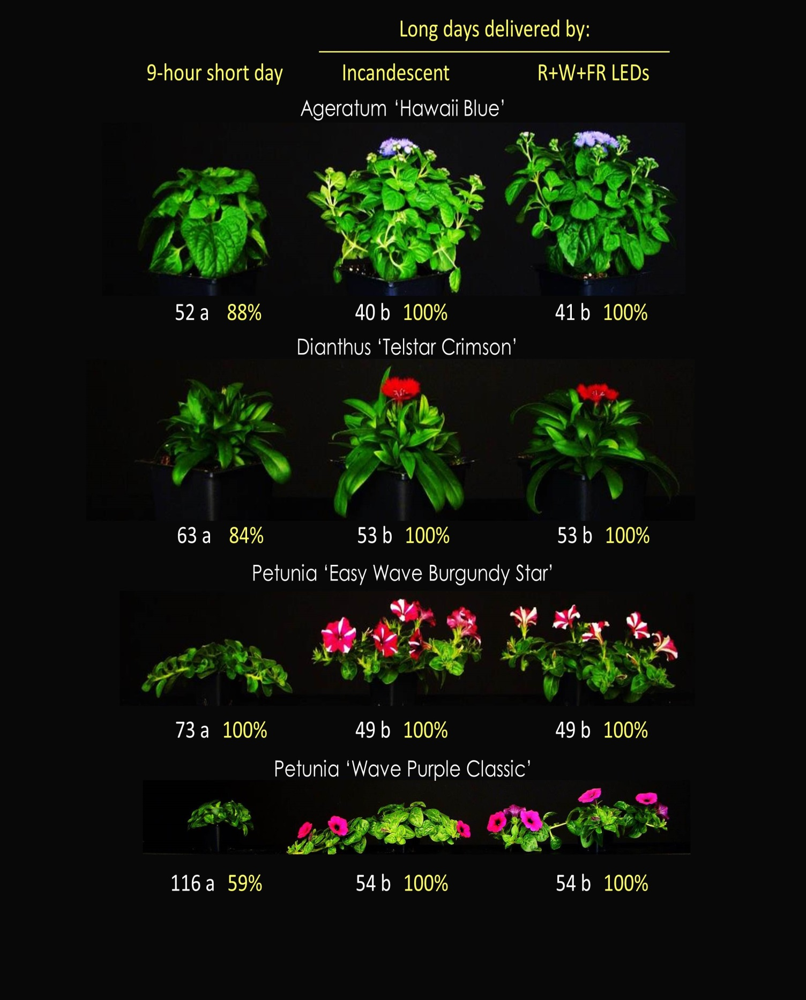 Long days delivered by:
9-hour short day Incandescent R+W+FR LEDs
Ageratum ‘Hawaii Blue’
52 a 88% 40 b 100% 41 b 100%
Dianthus ‘Telstar Crimson’
63 a 84% 53 b 100% 53 b 100%
Petunia ‘Easy Wave Burgundy Star’
73 a 100% 49 b 100% 49 b 100%
Petunia ‘Wave Purple Classic’
116 a 59% 54 b 100% 54 b 100%